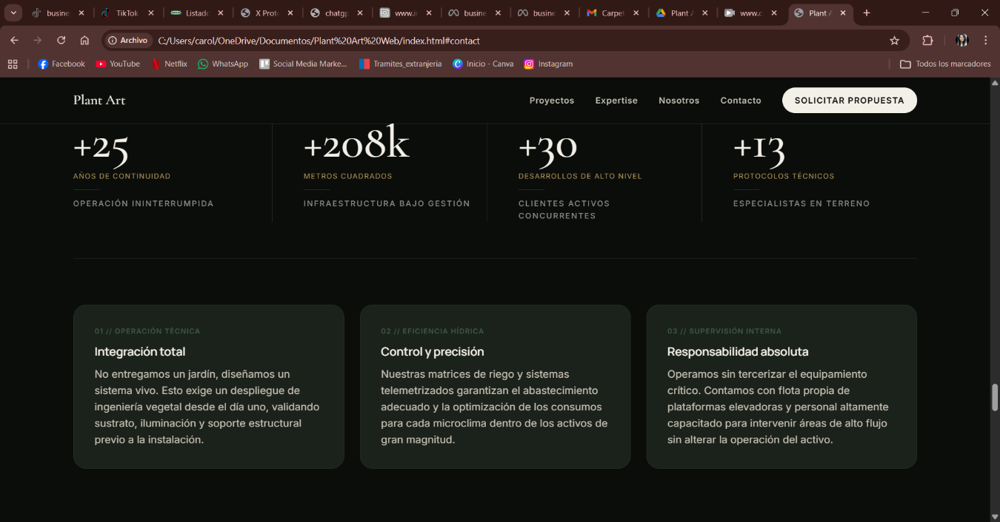 busine
TikTok
Listado
X Prot
chatgp
www.i
busine
busine
Carpet
Plant A
www.c
Plant A
Archivo
C:/Users/carol/OneDrive/Documentos/Plant%20Art%20Web/index.html#contact
Facebook
YouTube
Netflix
WhatsApp
Social Media Marke...
Tramites_extranjeria
Inicio - Canva
Instagram
Todos los marcadores
Plant Art
Proyectos
Expertise
Nosotros
Contacto
SOLICITAR PROPUESTA
+25
AÑOS DE CONTINUIDAD
OPERACIÓN ININTERRUMPIDA
+208k
METROS CUADRADOS
INFRAESTRUCTURA BAJO GESTIÓN
+30
DESARROLLOS DE ALTO NIVEL
CLIENTES ACTIVOS
CONCURRENTES
+13
PROTOCOLOS TÉCNICOS
ESPECIALISTAS EN TERRENO
01 // OPERACIÓN TÉCNICA
Integración total
No entregamos un jardín, diseñamos un
sistema vivo. Esto exige un despliegue de
ingeniería vegetal desde el día uno, validando
sustrato, iluminación y soporte estructural
previo a la instalación.
02 // EFICIENCIA HÍDRICA
Control y precisión
Nuestras matrices de riego y sistemas
telemetrizados garantizan el abastecimiento
adecuado y la optimización de los consumos
para cada microclima dentro de los activos de
gran magnitud.
03 // SUPERVISIÓN INTERNA
Responsabilidad absoluta
Operamos sin tercerizar el equipamiento
crítico. Contamos con flota propia de
plataformas elevadoras y personal altamente
capacitado para intervenir áreas de alto flujo
sin alterar la operación del activo.